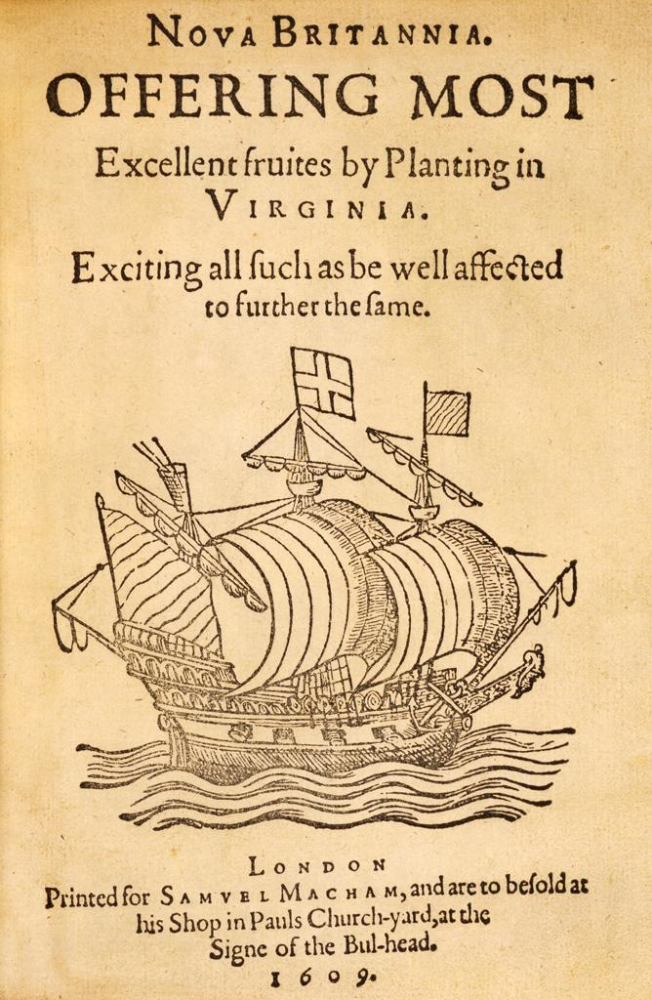 NOVA BRITANNIA.
OFFERING MOST
Excellent fruites by Planting in
VIRGINIA.
Exciting all ſuch as be well affected
to further the ſame.
LONDON
Printed for SAMVEL MACHAM, and are to beſold at
his Shop in Pauls Church-yard, at the
Signe of the Bul-head.
1609.